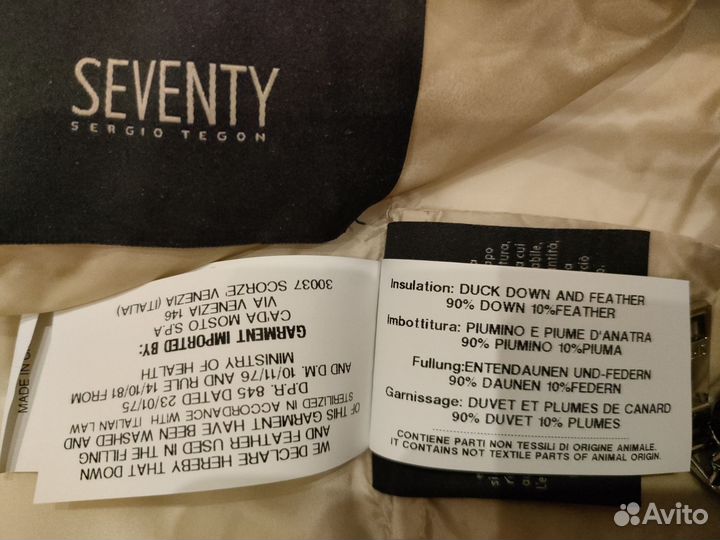 SEVENTY
SERGIO TEGON
MADE IN
WE DECLARE HEREBY THAT DOWN
AND FEATHER USED IN THE FILLING
OF THIS GARMENT HAVE BEEN WASHED AND
STERILIZED IN ACCORDANCE WITH ITALIAN LAW
D.P.R. 845 DATED 23/01/75
AND D.M. 10/11/76 AND RULE 14/10/81 FROM
MINISTRY OF HEALTH
GARMENT IMPORTED BY:
CA'DA MOSTO S.P.A
VIA VENEZIA 146
30037 SCORZE VENEZIA (ITALIA)
Insulation: DUCK DOWN AND FEATHER
90% DOWN 10%FEATHER
Imbottitura: PIUMINO E PIUME D'ANATRA
90% PIUMINO 10%PIUMA
Fullung:ENTENDAUNEN UND-FEDERN
90% DAUNEN 10%FEDERN
Garnissage: DUVET ET PLUMES DE CANARD
90% DUVET 10% PLUMES
CONTIENE PARTI NON TESSILI DI ORIGINE ANIMALE.
IT CONTAINS NOT TEXTILE PARTS OF ANIMAL ORIGIN.
Avito